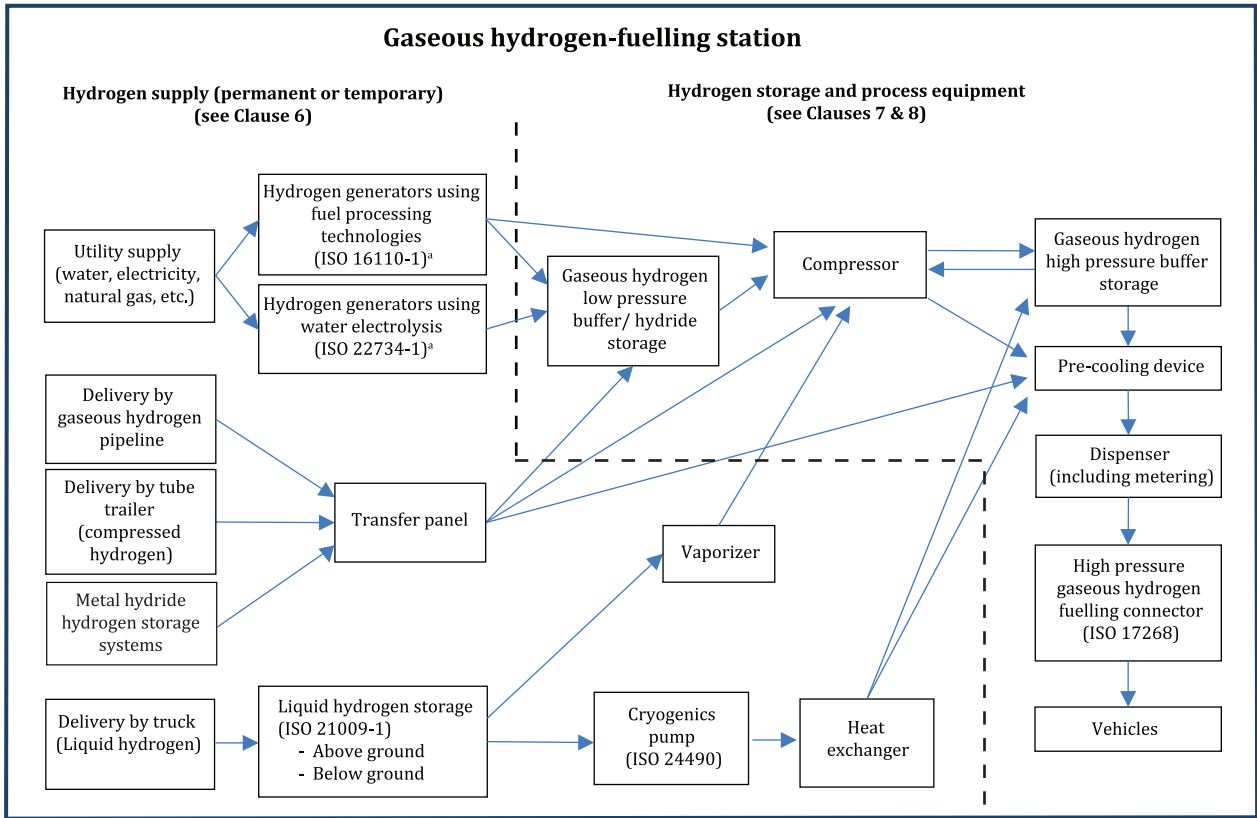 Gaseous hydrogen-fuelling station
Hydrogen supply (permanent or temporary)
(see Clause 6)
Hydrogen storage and process equipment
(see Clauses 7 & 8)
Utility supply
(water, electricity,
natural gas, etc.)
Hydrogen generators using
fuel processing
technologies
(ISO 16110-1)ᵃ
Hydrogen generators using
water electrolysis
(ISO 22734-1)ᵃ
Gaseous hydrogen
low pressure
buffer/ hydride
storage
Compressor
Gaseous hydrogen
high pressure buffer
storage
Pre-cooling device
Delivery by
gaseous hydrogen
pipeline
Delivery by tube
trailer
(compressed
hydrogen)
Metal hydride
hydrogen storage
systems
Transfer panel
Vaporizer
Dispenser
(including metering)
High pressure
gaseous hydrogen
fuelling connector
(ISO 17268)
Vehicles
Delivery by truck
(Liquid hydrogen)
Liquid hydrogen storage
(ISO 21009-1)
- Above ground
- Below ground
Cryogenics
pump
(ISO 24490)
Heat
exchanger